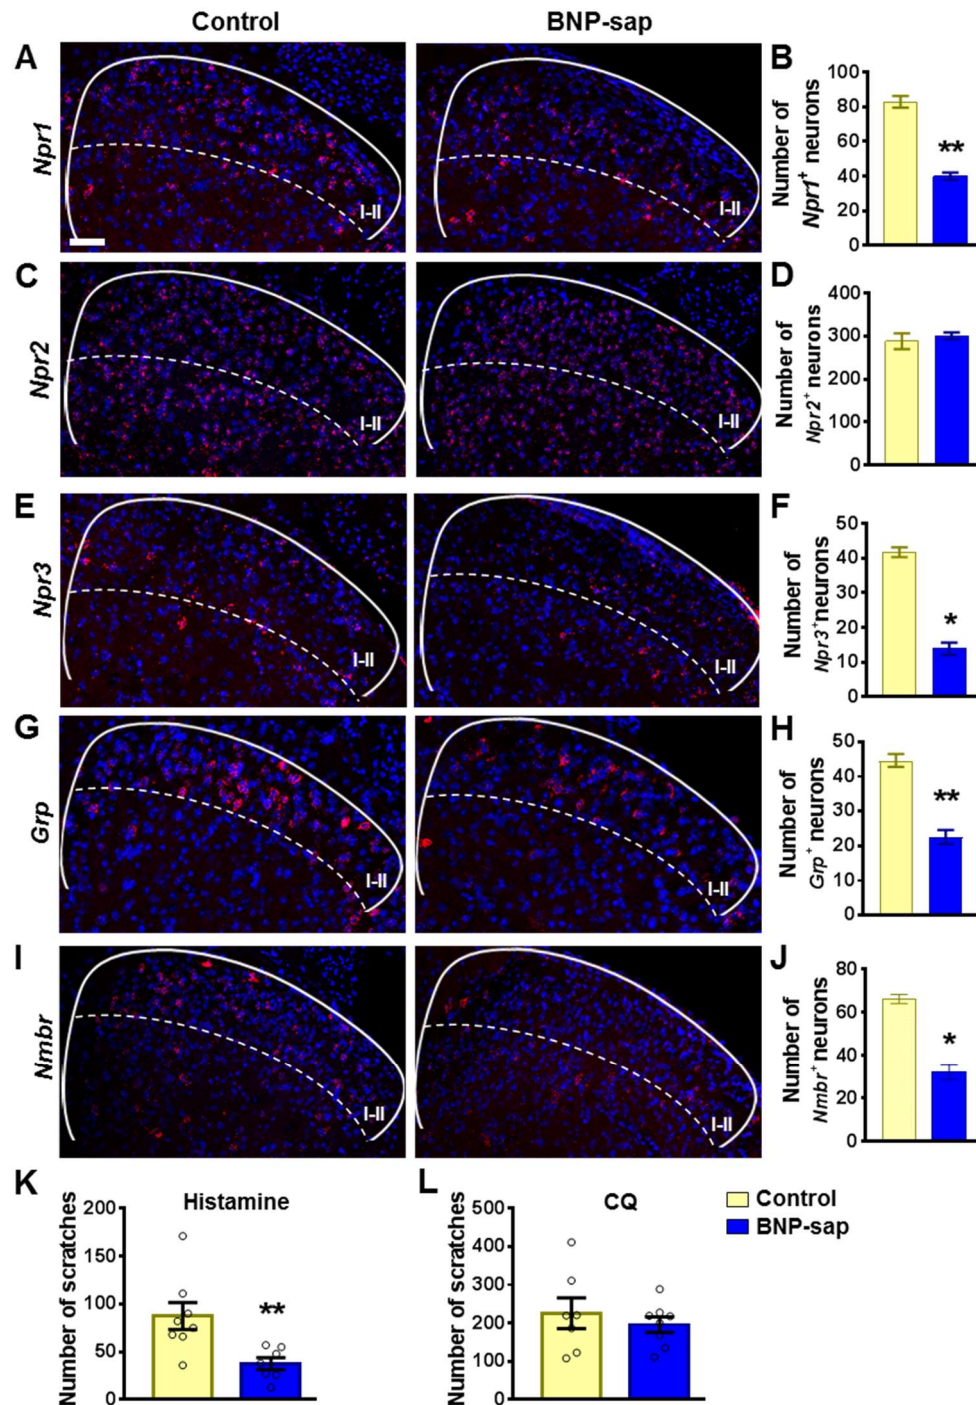 Control BNP-sap
A
Npr1
I-II
I-II
B
Number of
Npr1+ neurons
100
80
60
40
20
0
**
C
Npr2
I-II
I-II
D
Number of
Npr2+ neurons
400
300
200
100
0
E
Npr3
I-II
I-II
F
Number of
Npr3+neurons
50
40
30
20
10
0
*
G
Grp
I-II
I-II
H
Number of
Grp+ neurons
50
40
30
20
10
0
**
I
Nmbr
I-II
I-II
J
Number of
Nmbr+ neurons
80
60
40
20
0
*
K
Histamine
Number of scratches
200
150
100
50
0
**
L
CQ
Number of scratches
500
400
300
200
100
0
Control
BNP-sap